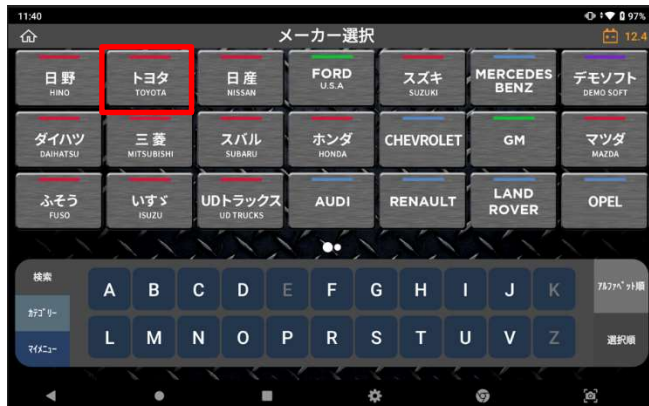 11:40
97%
メーカー選択
12.4
日野
HINO
トヨタ
TOYOTA
日産
NISSAN
FORD
U.S.A
スズキ
SUZUKI
MERCEDES
BENZ
デモソフト
DEMO SOFT
ダイハツ
DAIHATSU
三菱
MITSUBISHI
スバル
SUBARU
ホンダ
HONDA
CHEVROLET
GM
マツダ
MAZDA
ふそう
FUSO
いすゞ
ISUZU
UDトラックス
UD TRUCKS
AUDI
RENAULT
LAND
ROVER
OPEL
検索
ｶﾃｺﾞﾘｰ
ﾏｲﾒﾆｭｰ
A B C D E F G H I J K
L M N O P R S T U V Z
ｱﾙﾌｧﾍﾞｯﾄ順
選択順